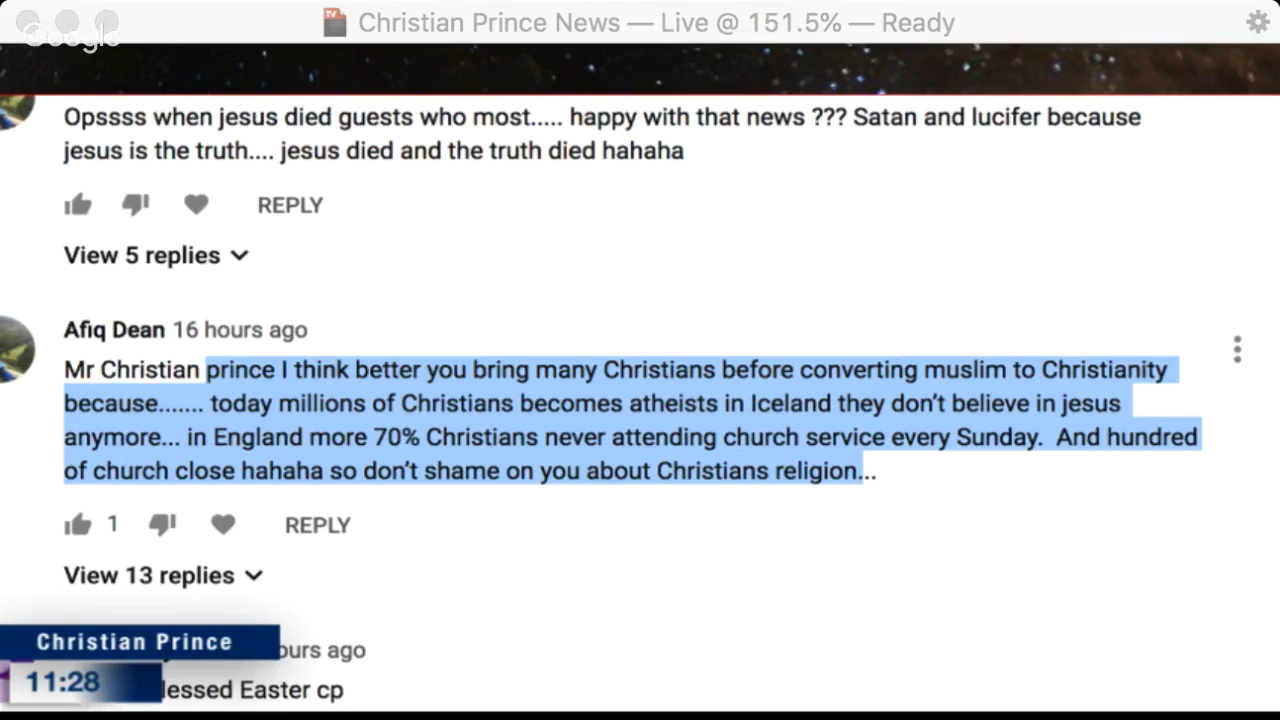 Christian Prince News — Live @ 151.5% — Ready
Google
Opssss when jesus died guests who most..... happy with that news ??? Satan and lucifer because
jesus is the truth.... jesus died and the truth died hahaha
REPLY
View 5 replies
Afiq Dean 16 hours ago
Mr Christian prince I think better you bring many Christians before converting muslim to Christianity
because....... today millions of Christians becomes atheists in Iceland they don't believe in jesus
anymore... in England more 70% Christians never attending church service every Sunday.  And hundred
of church close hahaha so don't shame on you about Christians religion...
1 REPLY
View 13 replies
Christian Prince
ours ago
11:28
lessed Easter cp